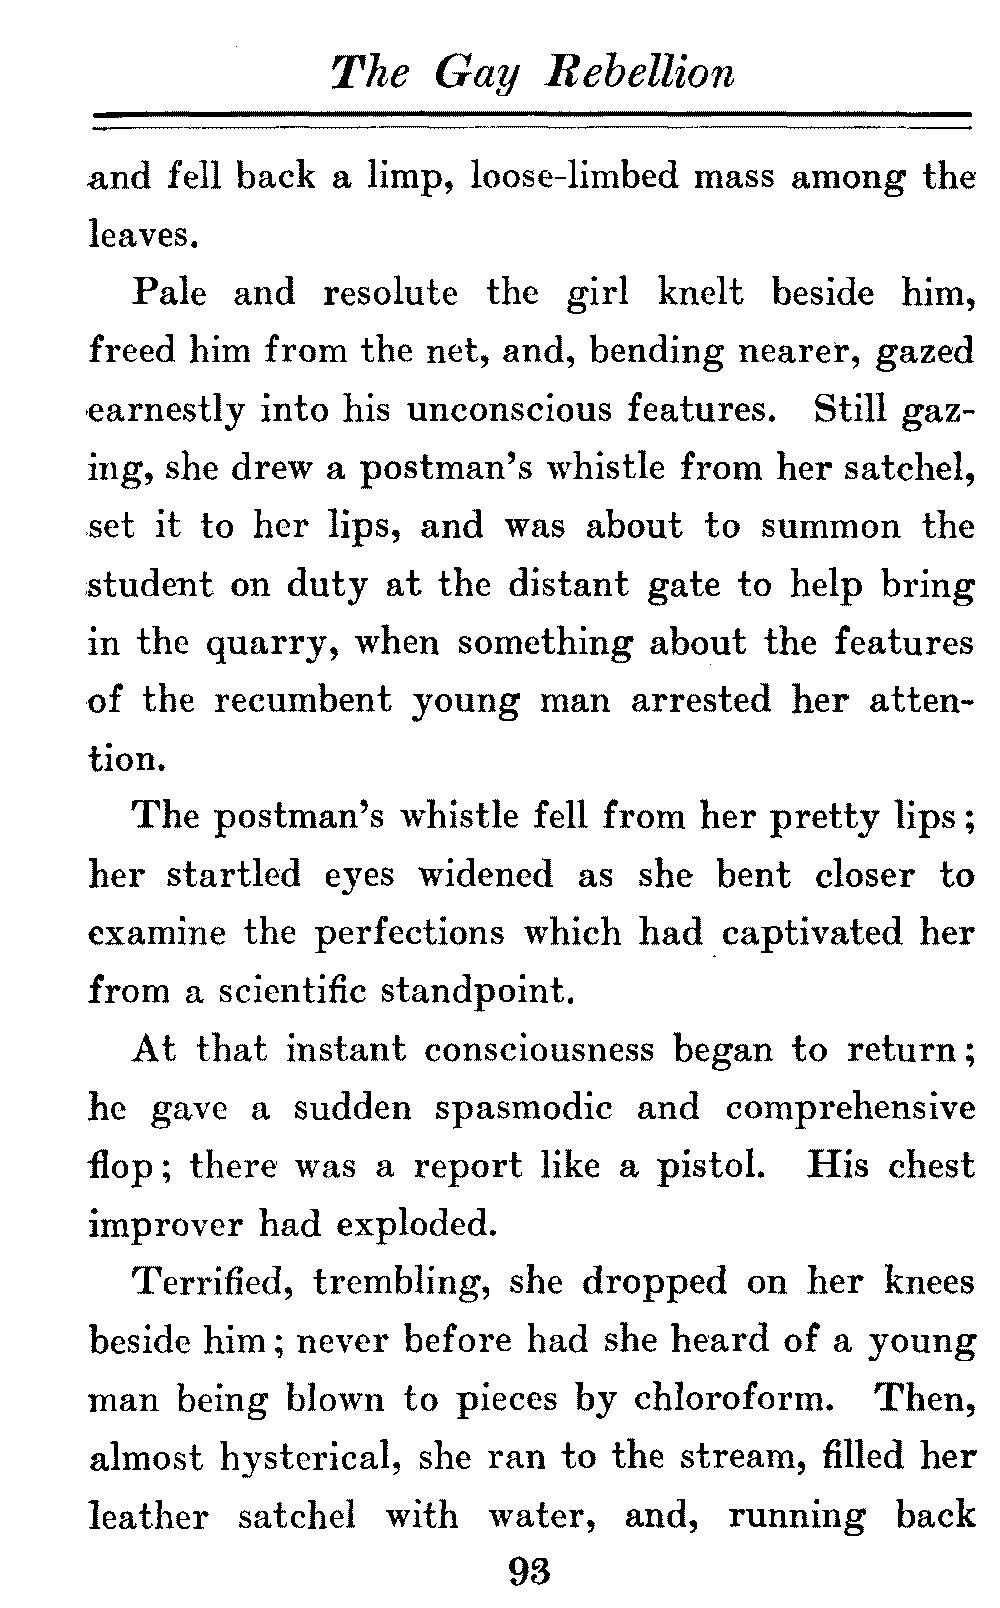 The Gay Rebellion
and fell back a limp, loose-limbed mass among the
leaves.
Pale and resolute the girl knelt beside him,
freed him from the net, and, bending nearer, gazed
earnestly into his unconscious features. Still gaz-
ing, she drew a postman's whistle from her satchel,
set it to her lips, and was about to summon the
student on duty at the distant gate to help bring
in the quarry, when something about the features
of the recumbent young man arrested her atten-
tion.
The postman's whistle fell from her pretty lips;
her startled eyes widened as she bent closer to
examine the perfections which had captivated her
from a scientific standpoint.
At that instant consciousness began to return;
he gave a sudden spasmodic and comprehensive
flop; there was a report like a pistol. His chest
improver had exploded.
Terrified, trembling, she dropped on her knees
beside him; never before had she heard of a young
man being blown to pieces by chloroform. Then,
almost hysterical, she ran to the stream, filled her
leather satchel with water, and, running back
93